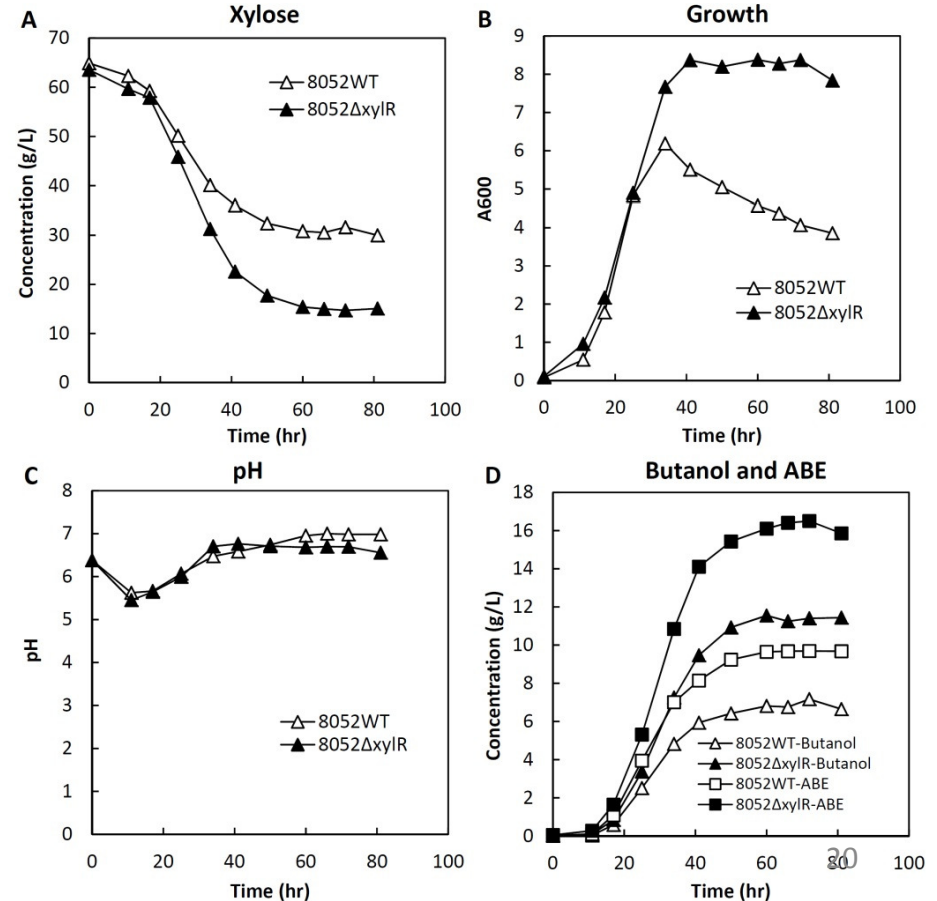 A
Xylose
Concentration (g/L)
70
60
50
40
30
20
10
0
8052WT
8052ΔxylR
0 20 40 60 80 100
Time (hr)
B
Growth
A600
9
8
7
6
5
4
3
2
1
0
8052WT
8052ΔxylR
0 20 40 60 80 100
Time (hr)
C
pH
pH
8
7
6
5
4
3
2
1
0
8052WT
8052ΔxylR
0 20 40 60 80 100
Time (hr)
D
Butanol and ABE
Concentration (g/L)
18
16
14
12
10
8
6
4
2
0
8052WT-Butanol
8052ΔxylR-Butanol
8052WT-ABE
8052ΔxylR-ABE
0 20 40 60 80 100
20
Time (hr)